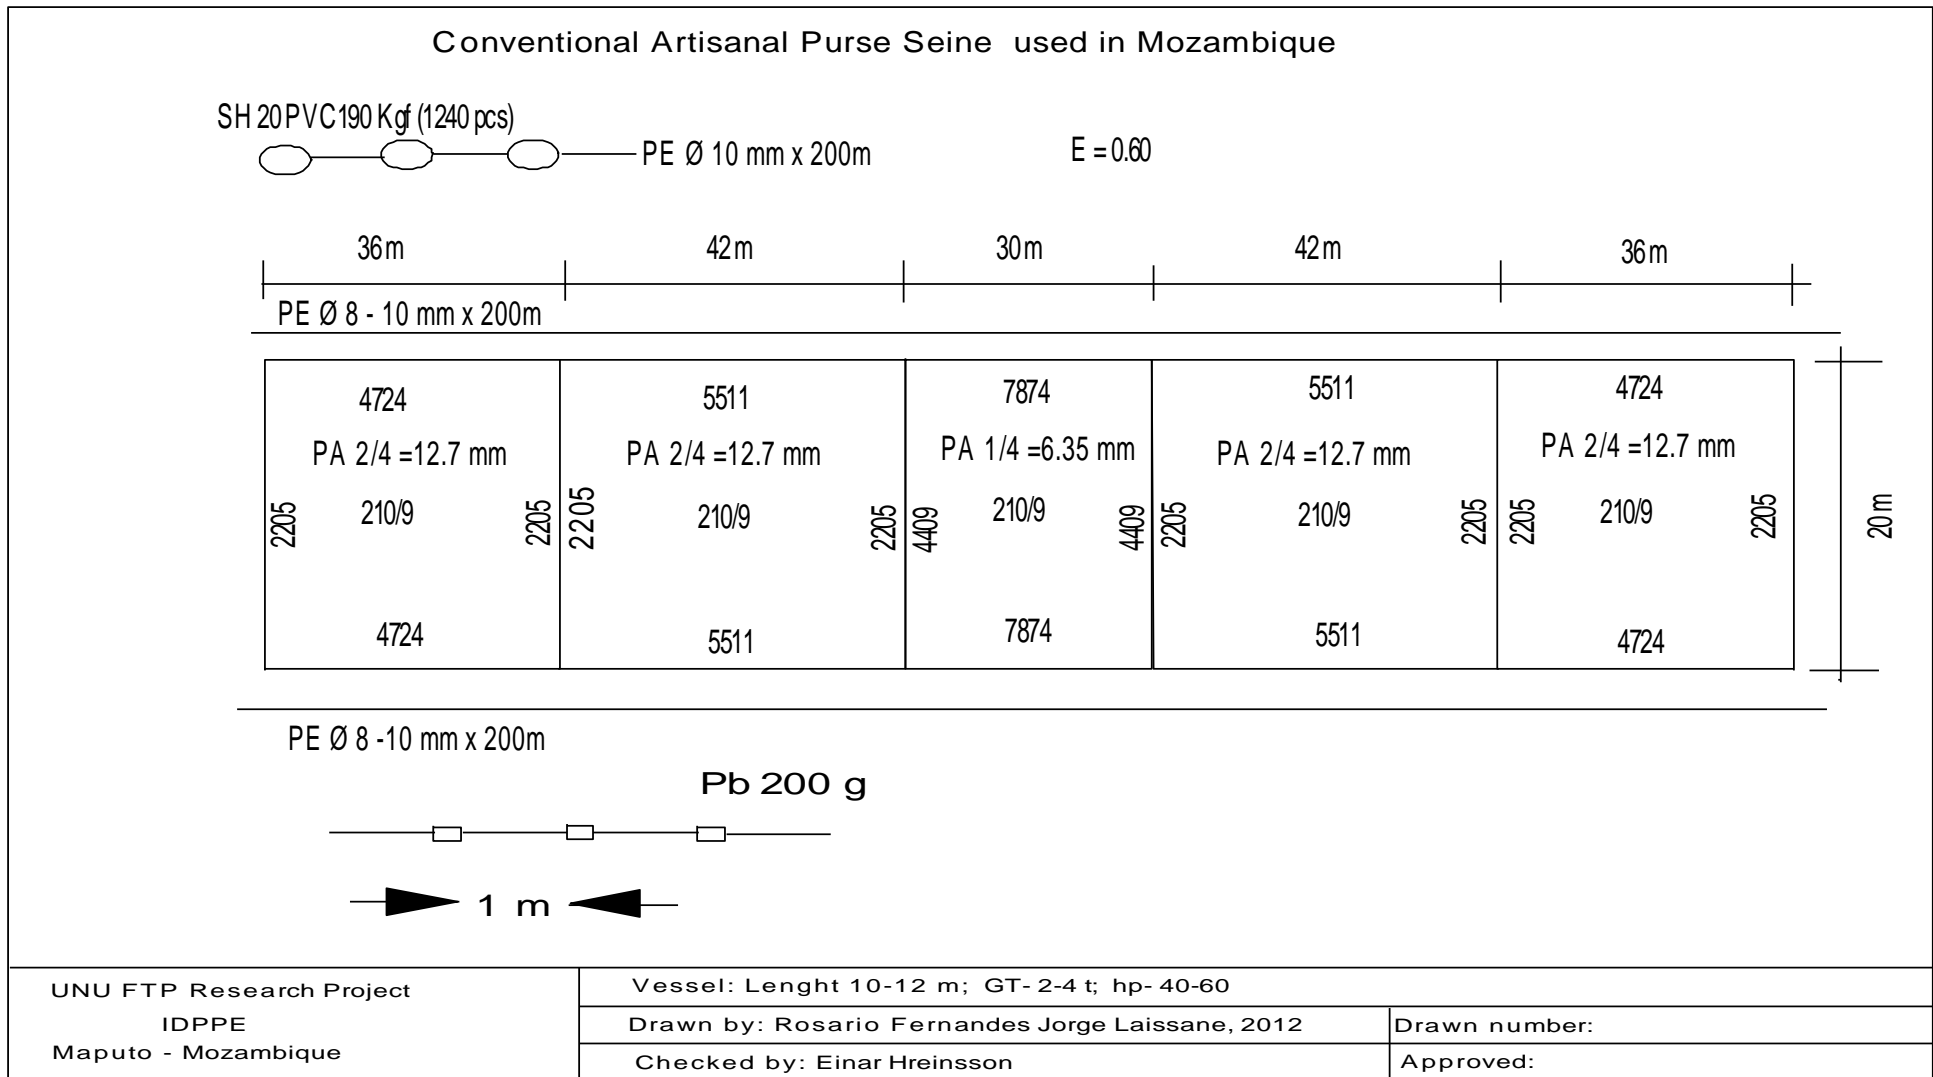 Conventional Artisanal Purse Seine used in Mozambique
SH 20 PVC 190 Kgf (1240 pcs)
PE Ø 10 mm x 200m
E = 0.60
36 m 42 m 30 m 42 m 36 m
PE Ø 8 - 10 mm x 200m
4724 5511 7874 5511 4724
PA 2/4 =12.7 mm PA 2/4 =12.7 mm PA 1/4 =6.35 mm PA 2/4 =12.7 mm PA 2/4 =12.7 mm
210/9 210/9 210/9 210/9 210/9
2205 2205 2205 2205 4409 4409 2205 2205 2205 2205
20 m
4724 5511 7874 5511 4724
PE Ø 8 -10 mm x 200m
Pb 200 g
1 m
UNU FTP Research Project
IDPPE
Maputo - Mozambique
Vessel: Lenght 10-12 m; GT- 2-4 t; hp- 40-60
Drawn by: Rosario Fernandes Jorge Laissane, 2012
Drawn number:
Checked by: Einar Hreinsson
Approved: